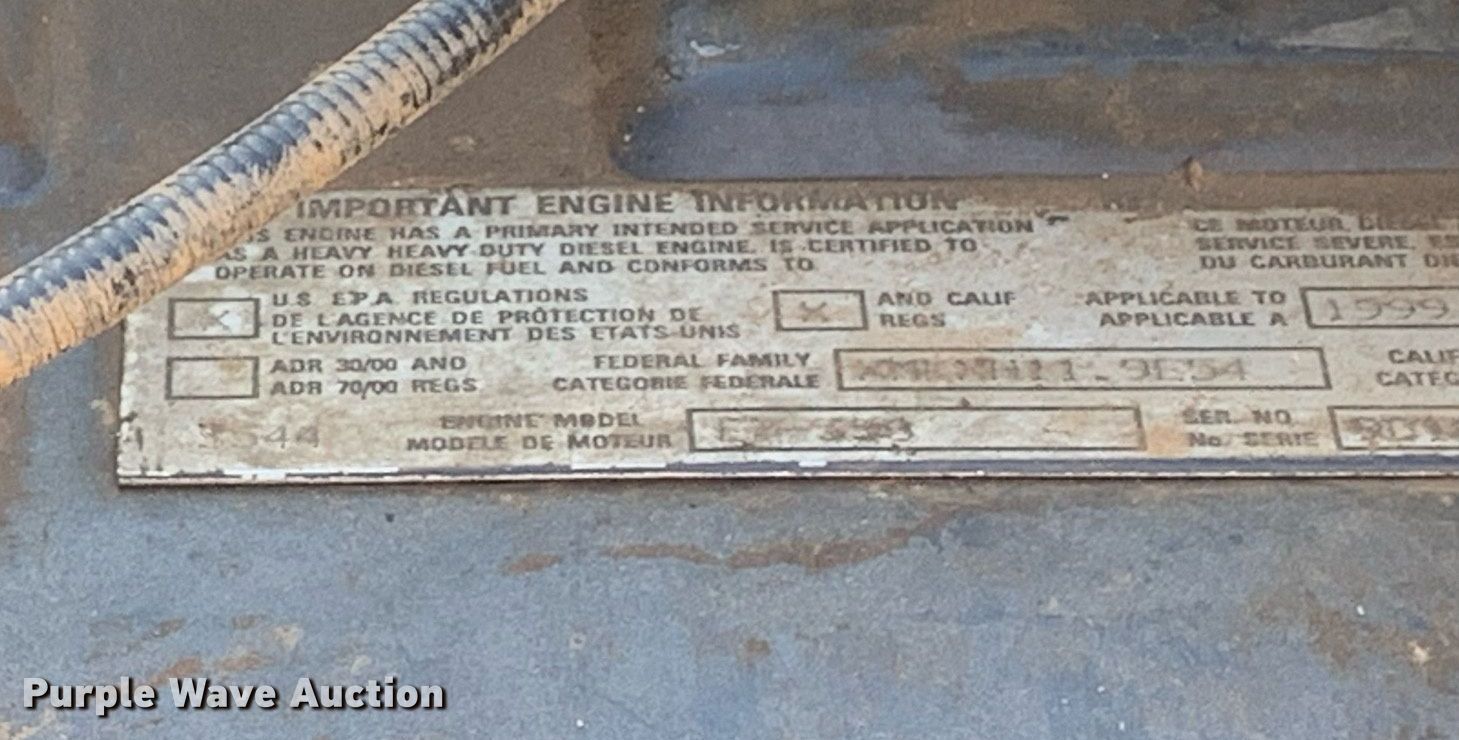 IMPORTANT ENGINE INFORMATION
IS ENGINE HAS A PRIMARY INTENDED SERVICE APPLICATION
AS A HEAVY HEAVY-DUTY DIESEL ENGINE, IS CERTIFIED TO
OPERATE ON DIESEL FUEL AND CONFORMS TO
CE MOTEUR
SERVICE SEVERE,
DU CARBURANT
X U.S E.P.A. REGULATIONS
DE L'AGENCE DE PROTECTION DE
L'ENVIRONNEMENT DES ETATS-UNIS
X AND CALIF
REGS
APPLICABLE TO
APPLICABLE A
1999
ADR 30/00 AND
ADR 70/00 REGS
FEDERAL FAMILY
CATEGORIE FEDERALE
CALIF
CATEG
ENGINE MODEL
MODELE DE MOTEUR
SER. NO
No. SERIE
Purple Wave Auction